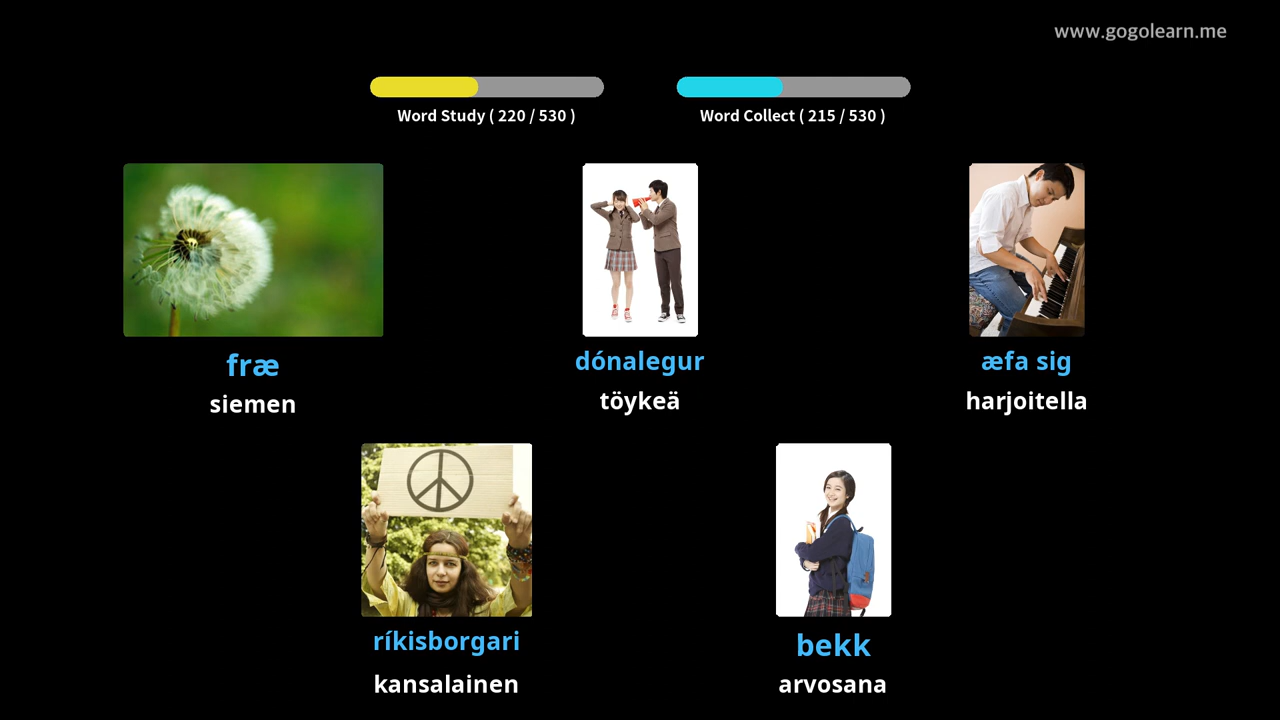 www.gogolearn.me
Word Study ( 220 / 530 )
Word Collect ( 215 / 530 )
fræ
siemen
dónalegur
töykeä
æfa sig
harjoitella
ríkisborgari
kansalainen
bekk
arvosana